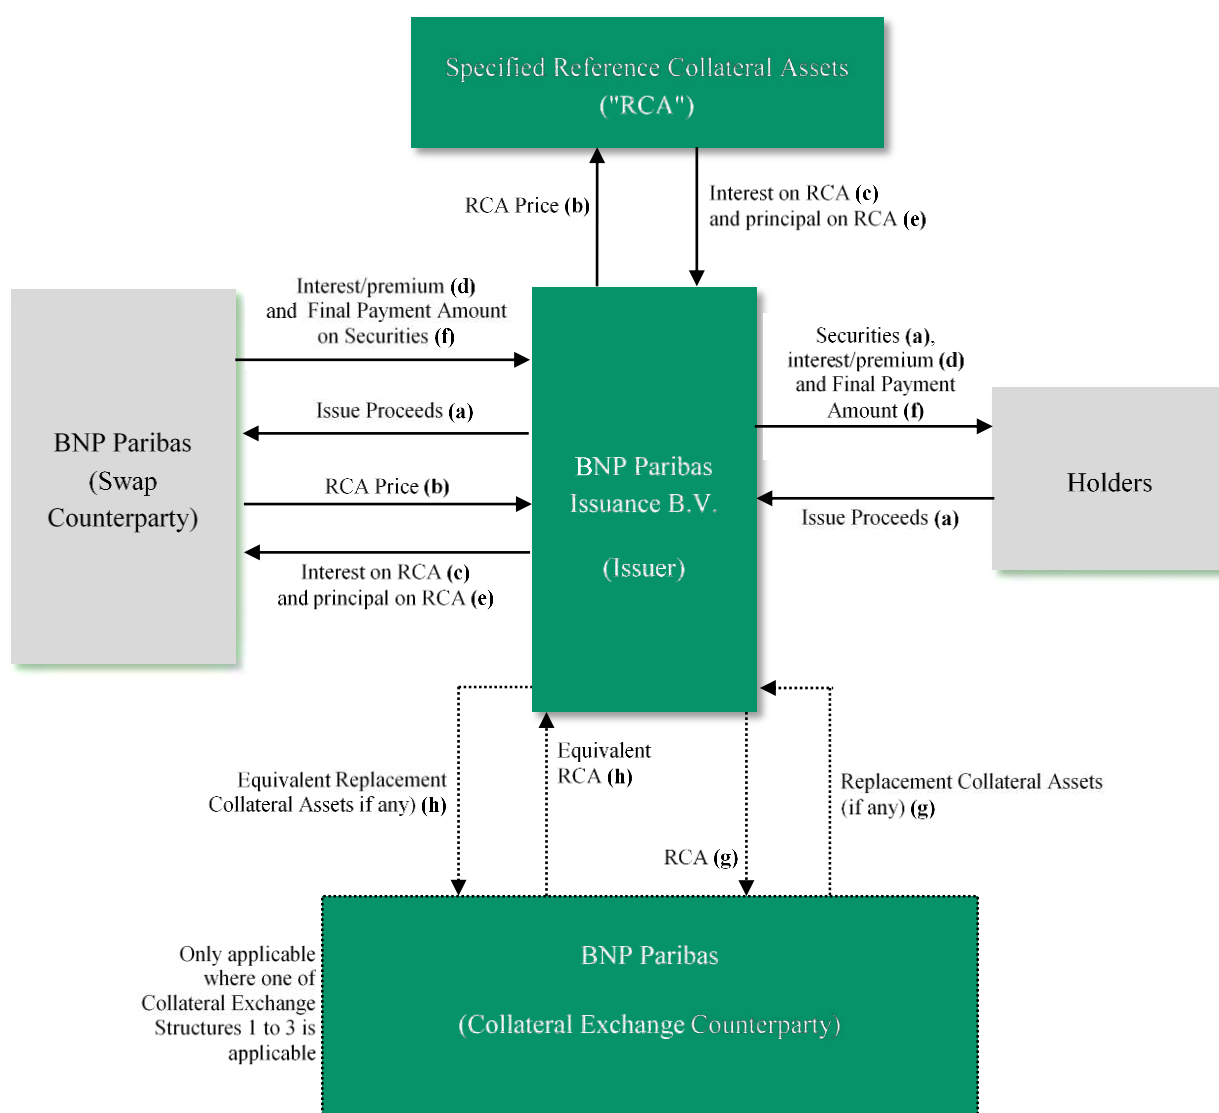 Specified Reference Collateral Assets
("RCA")
RCA Price (b)
Interest on RCA (c)
and principal on RCA (e)
Interest/premium (d)
and Final Payment Amount
on Securities (f)
Issue Proceeds (a)
RCA Price (b)
Interest on RCA (c)
and principal on RCA (e)
BNP Paribas
(Swap
Counterparty)
BNP Paribas
Issuance B.V.
(Issuer)
Securities (a),
interest/premium (d)
and Final Payment
Amount (f)
Issue Proceeds (a)
Holders
Equivalent Replacement
Collateral Assets if any) (h)
Equivalent
RCA (h)
RCA (g)
Replacement Collateral Assets
(if any) (g)
Only applicable
where one of
Collateral Exchange
Structures 1 to 3 is
applicable
BNP Paribas
(Collateral Exchange Counterparty)